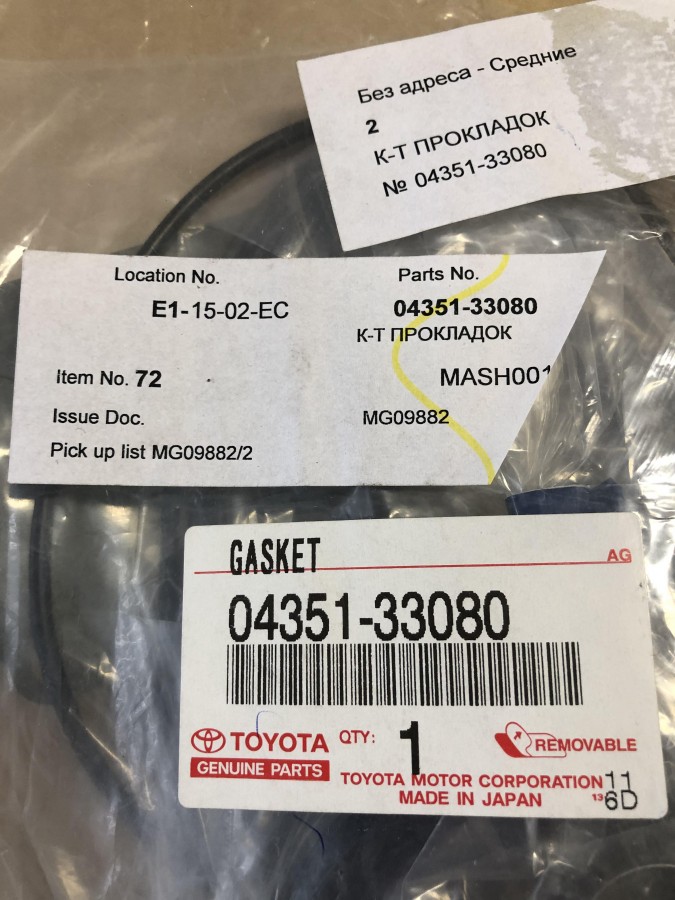 Без адреса - Средние
2
К-Т ПРОКЛАДОК
№ 04351-33080
Location No.
Parts No.
E1-15-02-EC
04351-33080
К-Т ПРОКЛАДОК
Item No. 72
MASH001
Issue Doc.
MG09882
Pick up list MG09882/2
GASKET
AG
04351-33080
TOYOTA
QTY: 1
REMOVABLE
GENUINE PARTS
TOYOTA MOTOR CORPORATION 11
MADE IN JAPAN
13 6D